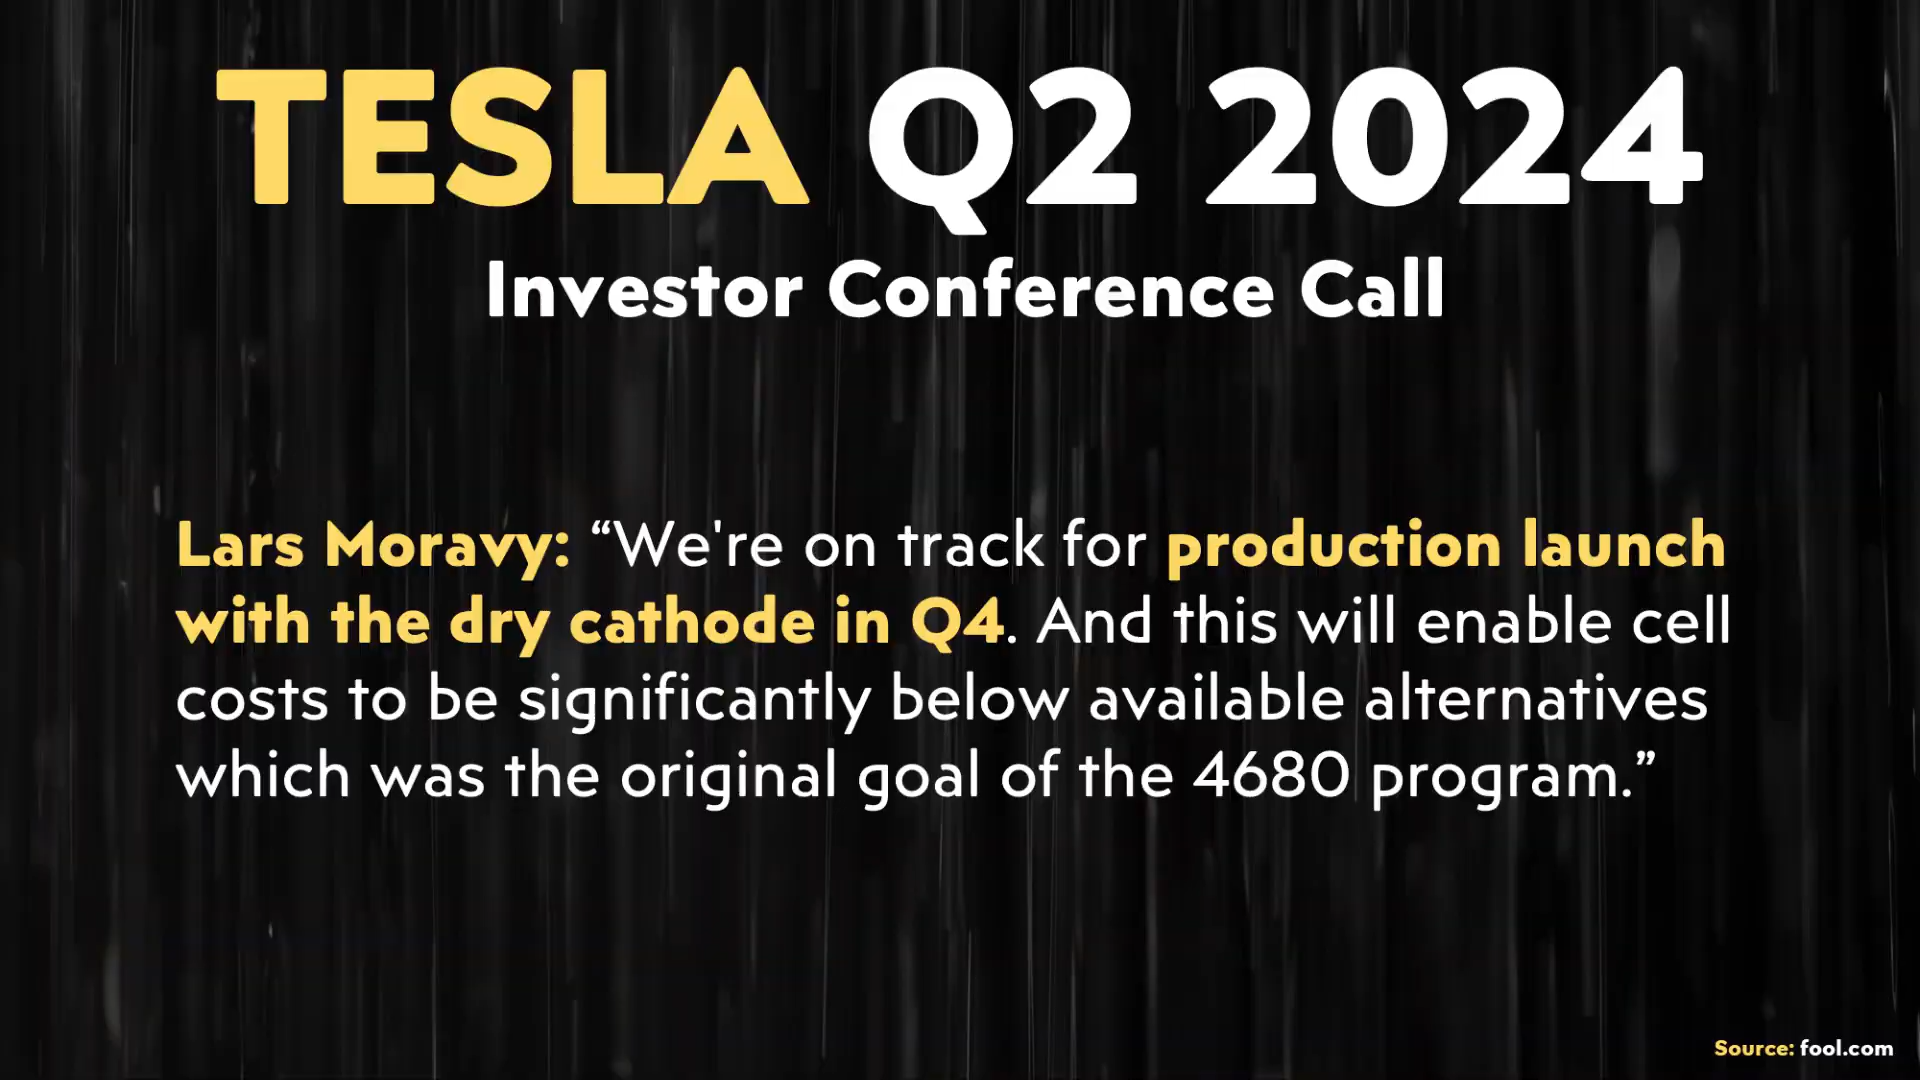 TESLA Q2 2024
Investor Conference Call
Lars Moravy: “We're on track for production launch
with the dry cathode in Q4. And this will enable cell
costs to be significantly below available alternatives
which was the original goal of the 4680 program.”
Source: fool.com